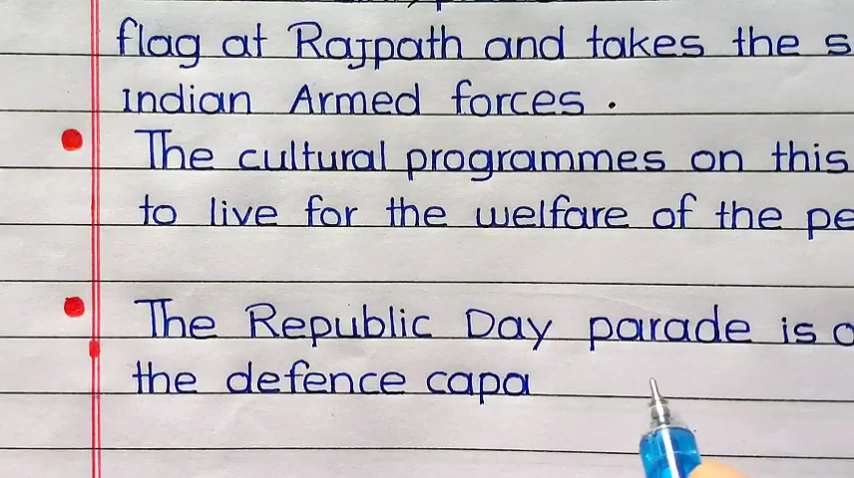 flag at Rajpath and takes the s
Indian Armed forces .
The cultural programmes on this
to live for the welfare of the pe
The Republic Day parade is
the defence capa